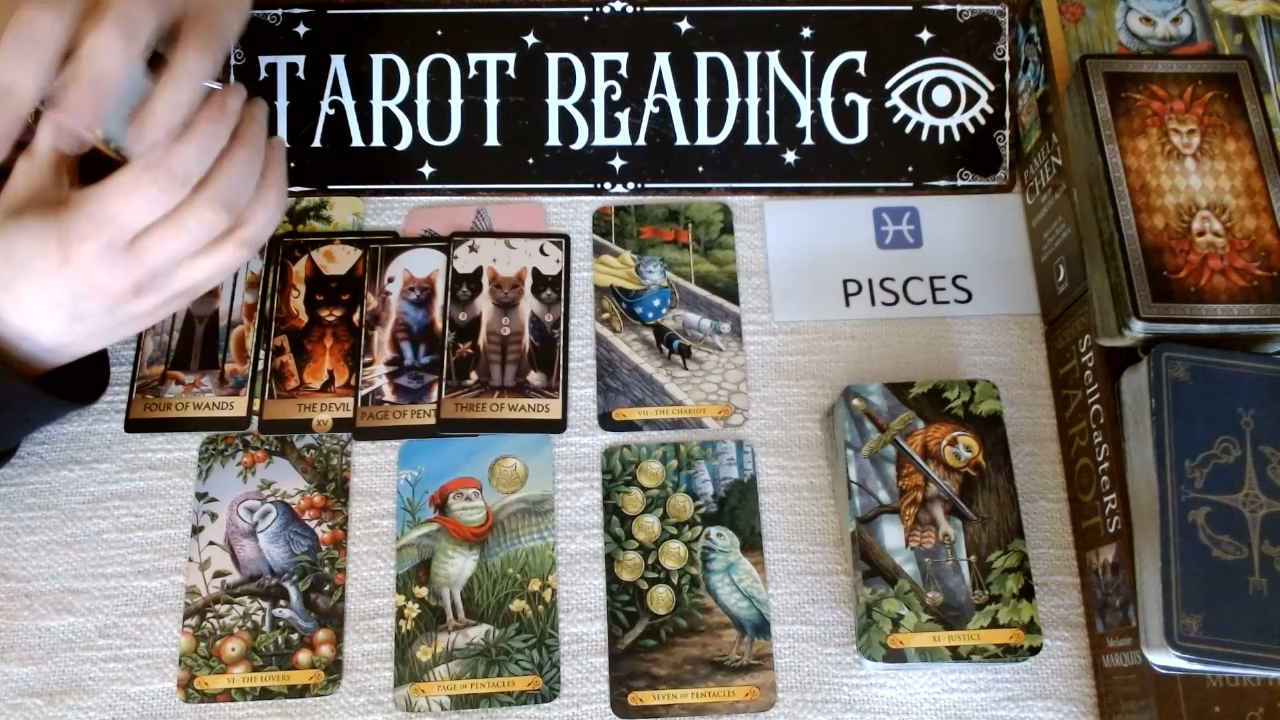 TAROT READING
PAMELA
CHEN
PISCES
FOUR OF WANDS
THE DEVIL
XV
PAGE OF PENT
THREE OF WANDS
VII · THE CHARIOT
SPELLCASTERS
TAROT
VI · THE LOVERS
PAGE OF PENTACLES
SEVEN OF PENTACLES
XI · JUSTICE
MARQUIS